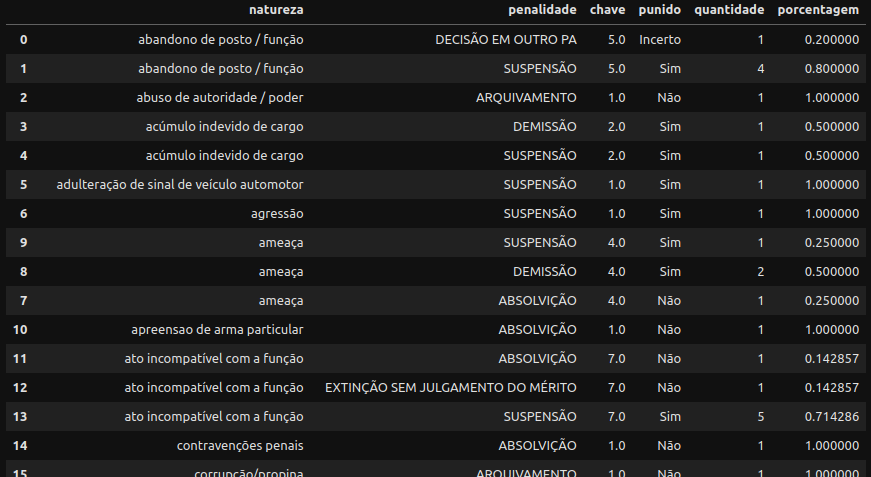 natureza penalidade chave punido quantidade porcentagem
0 abandono de posto / função DECISÃO EM OUTRO PA 5.0 Incerto 1 0.200000
1 abandono de posto / função SUSPENSÃO 5.0 Sim 4 0.800000
2 abuso de autoridade / poder ARQUIVAMENTO 1.0 Não 1 1.000000
3 acúmulo indevido de cargo DEMISSÃO 2.0 Sim 1 0.500000
4 acúmulo indevido de cargo SUSPENSÃO 2.0 Sim 1 0.500000
5 adulteração de sinal de veículo automotor SUSPENSÃO 1.0 Sim 1 1.000000
6 agressão SUSPENSÃO 1.0 Sim 1 1.000000
9 ameaça SUSPENSÃO 4.0 Sim 1 0.250000
8 ameaça DEMISSÃO 4.0 Sim 2 0.500000
7 ameaça ABSOLVIÇÃO 4.0 Não 1 0.250000
10 apreensao de arma particular ABSOLVIÇÃO 1.0 Não 1 1.000000
11 ato incompatível com a função ABSOLVIÇÃO 7.0 Não 1 0.142857
12 ato incompatível com a função EXTINÇÃO SEM JULGAMENTO DO MÉRITO 7.0 Não 1 0.142857
13 ato incompatível com a função SUSPENSÃO 7.0 Sim 5 0.714286
14 contravenções penais ABSOLVIÇÃO 1.0 Não 1 1.000000
15 corrupção/propina ARQUIVAMENTO 1.0 Não 1 1.000000